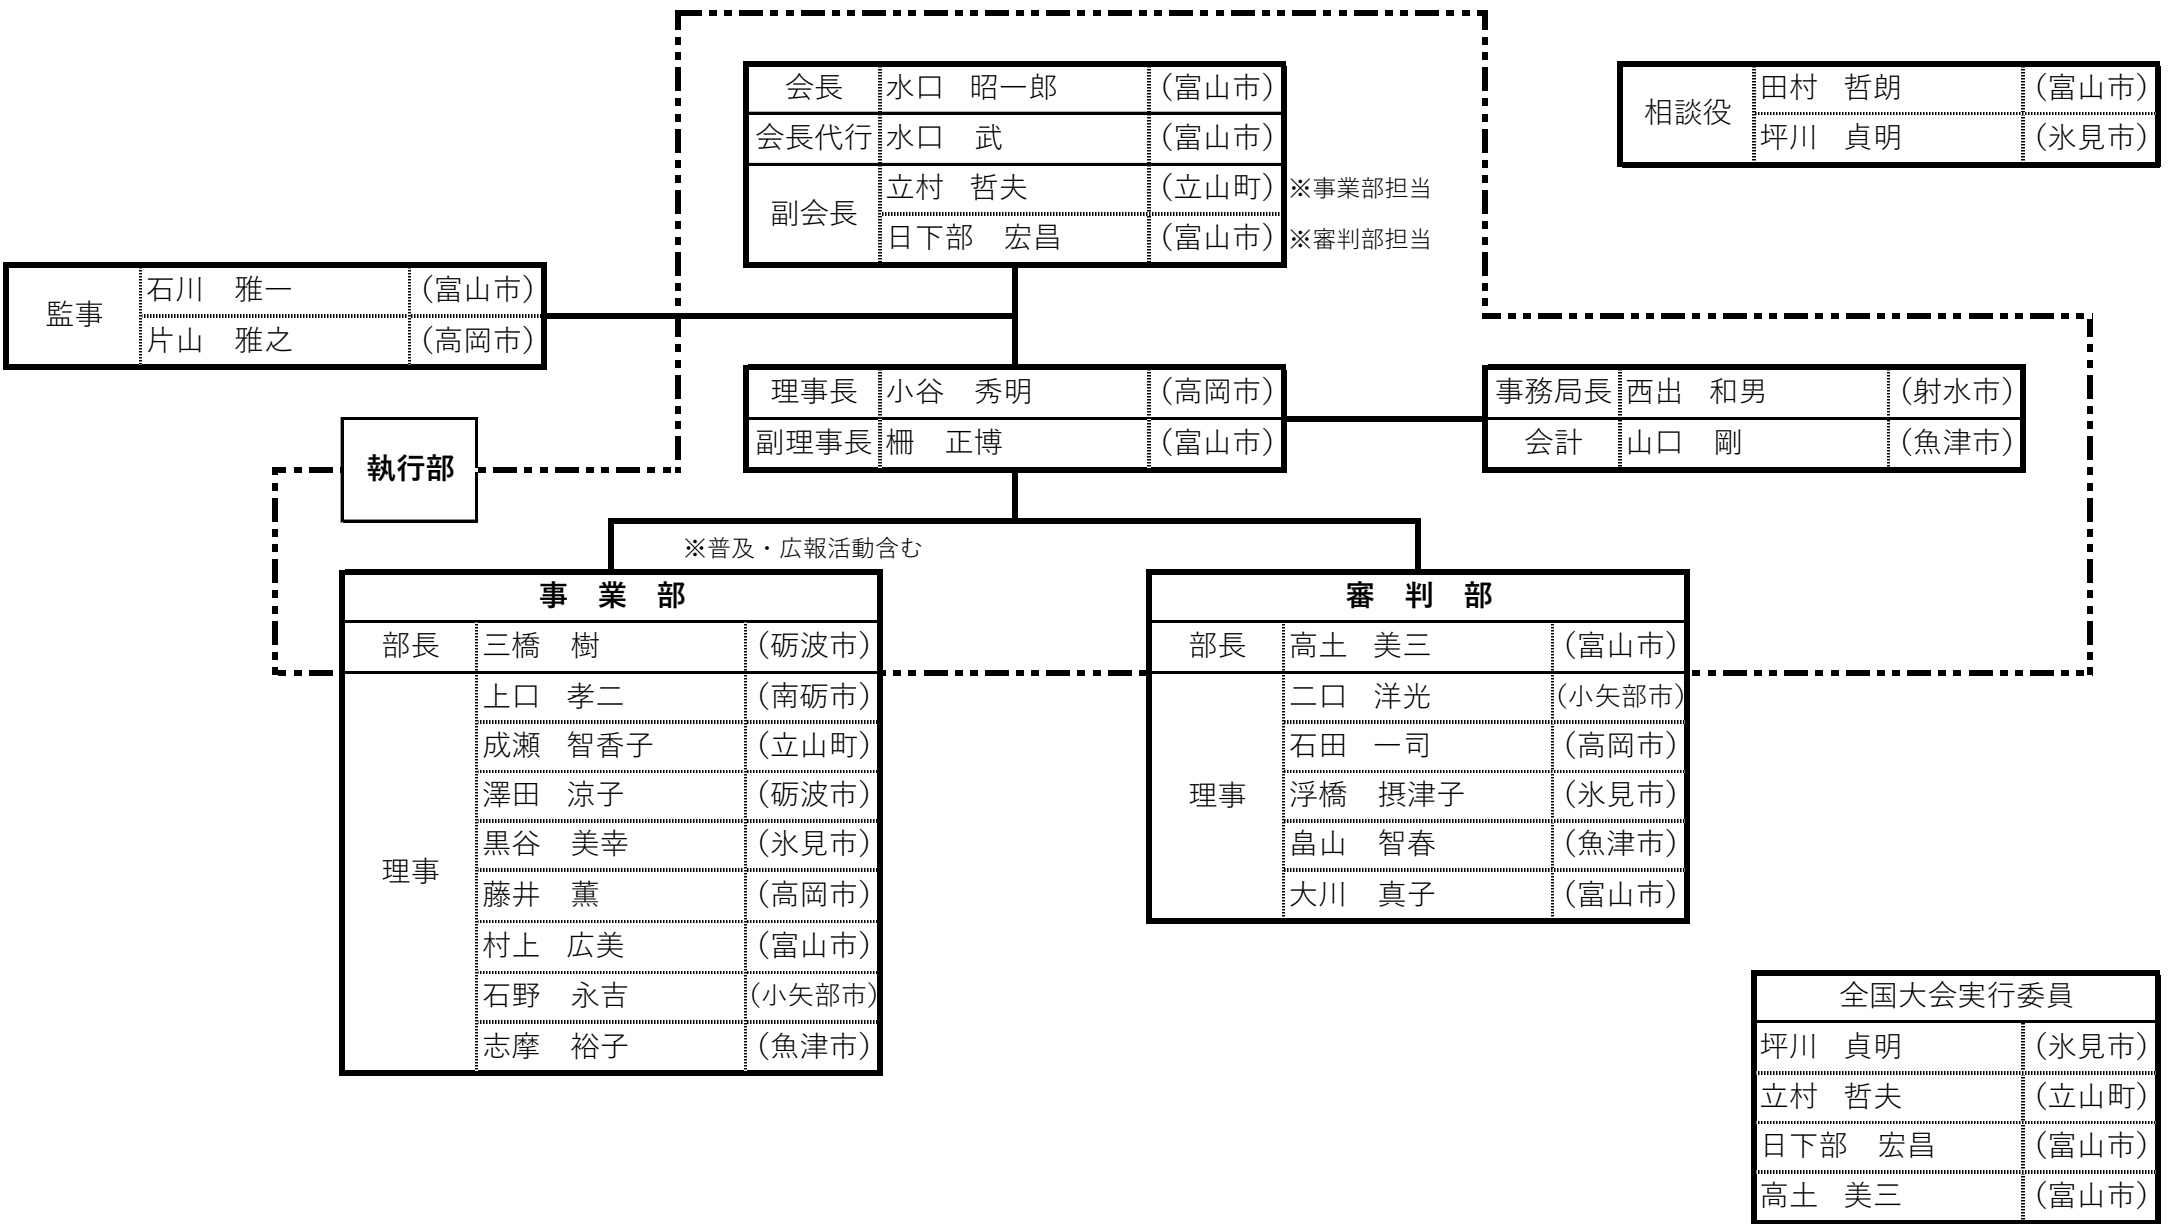 会長 水口 昭一郎 (富山市)
会長代行 水口 武 (富山市)
副会長 立村 哲夫 (立山町) ※事業部担当
日下部 宏昌 (富山市) ※審判部担当
相談役 田村 哲朗 (富山市)
坪川 貞明 (氷見市)
監事 石川 雅一 (富山市)
片山 雅之 (高岡市)
理事長 小谷 秀明 (高岡市)
副理事長 柵 正博 (富山市)
事務局長 西出 和男 (射水市)
会計 山口 剛 (魚津市)
執行部
※普及・広報活動含む
事 業 部
部長 三橋 樹 (砺波市)
理事 上口 孝二 (南砺市)
成瀬 智香子 (立山町)
澤田 涼子 (砺波市)
黒谷 美幸 (氷見市)
藤井 薫 (高岡市)
村上 広美 (富山市)
石野 永吉 (小矢部市)
志摩 裕子 (魚津市)
審 判 部
部長 高土 美三 (富山市)
理事 二口 洋光 (小矢部市)
石田 一司 (高岡市)
浮橋 摂津子 (氷見市)
畠山 智春 (魚津市)
大川 真子 (富山市)
全国大会実行委員
坪川 貞明 (氷見市)
立村 哲夫 (立山町)
日下部 宏昌 (富山市)
高土 美三 (富山市)